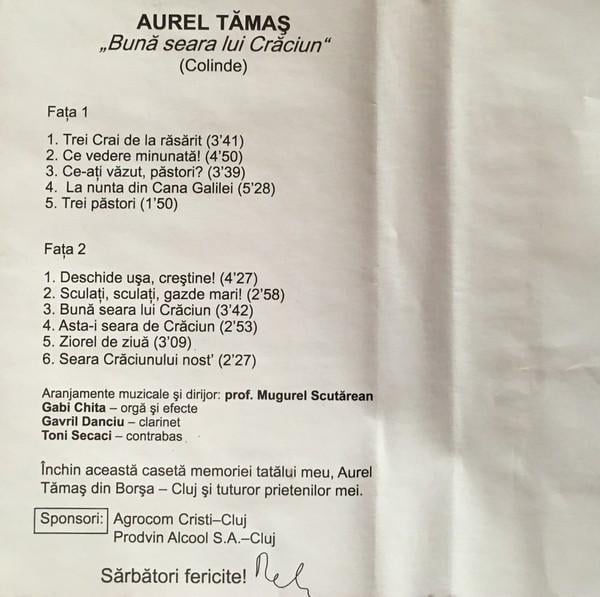 AUREL TĂMAŞ
„Bună seara lui Crăciun“
(Colinde)
Faţa 1
1. Trei Crai de la răsărit (3’41)
2. Ce vedere minunată! (4’50)
3. Ce-aţi văzut, păstori? (3’39)
4. La nunta din Cana Galilei (5’28)
5. Trei păstori (1’50)
Faţa 2
1. Deschide uşa, creştine! (4’27)
2. Sculaţi, sculaţi, gazde mari! (2’58)
3. Bună seara lui Crăciun (3’42)
4. Asta-i seara de Crăciun (2’53)
5. Ziorel de ziuă (3’09)
6. Seara Crăciunului nost’ (2’27)
Aranjamente muzicale şi dirijor: prof. Mugurel Scutărean
Gabi Chita – orgă şi efecte
Gavril Danciu – clarinet
Toni Secaci – contrabas
Închin această casetă memoriei tatălui meu, Aurel
Tămaş din Borşa – Cluj şi tuturor prietenilor mei.
Sponsori: Agrocom Cristi–Cluj
Prodvin Alcool S.A.–Cluj
Sărbători fericite!